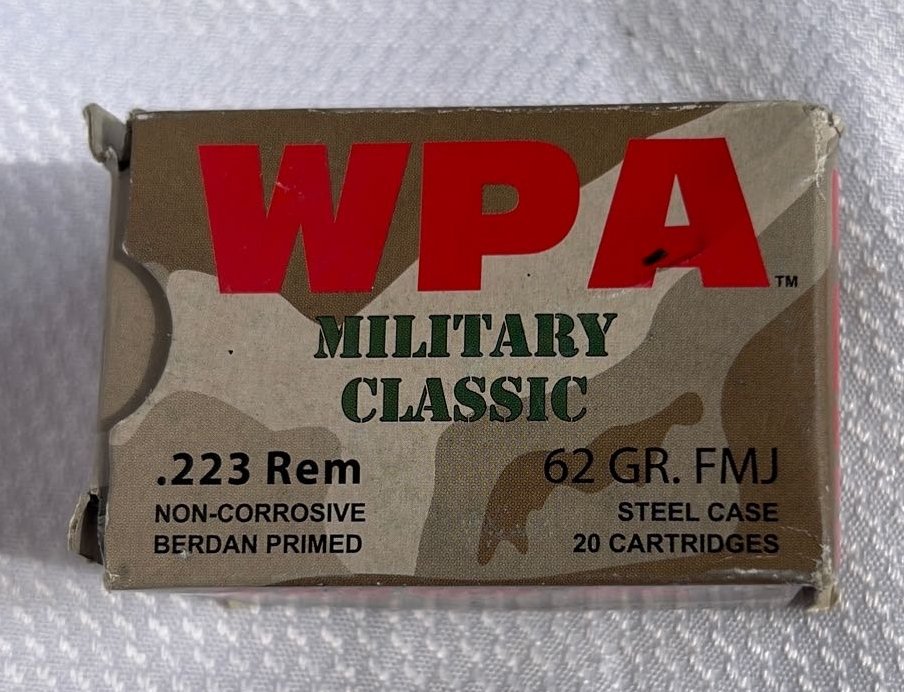 WPA™
MILITARY
CLASSIC
.223 Rem
NON-CORROSIVE
BERDAN PRIMED
62 GR. FMJ
STEEL CASE
20 CARTRIDGES